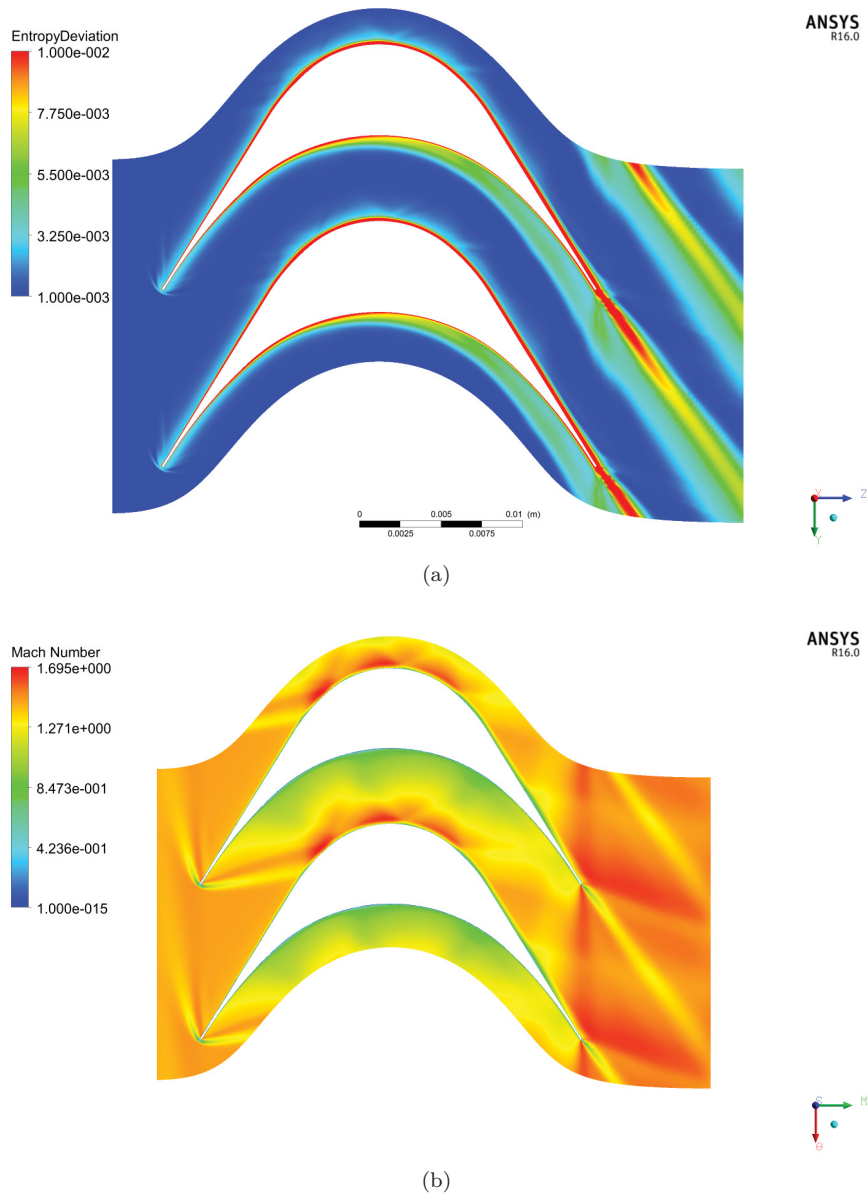 EntropyDeviation
1.000e-002
7.750e-003
5.500e-003
3.250e-003
1.000e-003
ANSYS
R16.0
0 0.005 0.01 (m)
0.0025 0.0075
Y Z
Y
(a)
Mach Number
1.695e+000
1.271e+000
8.473e-001
4.236e-001
1.000e-015
ANSYS
R16.0
S M
Θ
(b)